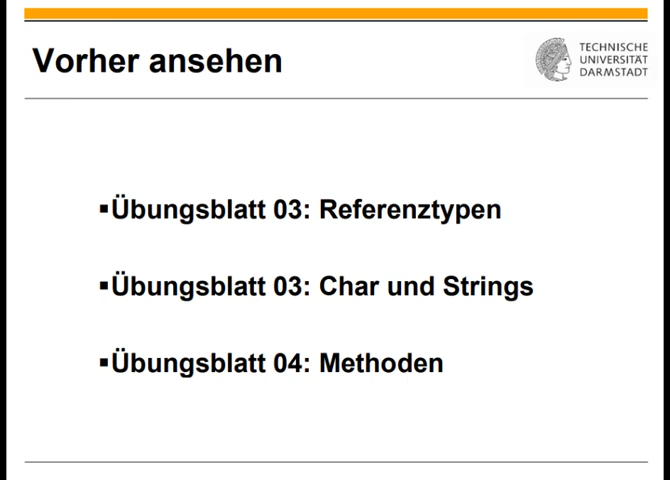 Vorher ansehen
TECHNISCHE
UNIVERSITÄT
DARMSTADT
▪Übungsblatt 03: Referenztypen
▪Übungsblatt 03: Char und Strings
▪Übungsblatt 04: Methoden